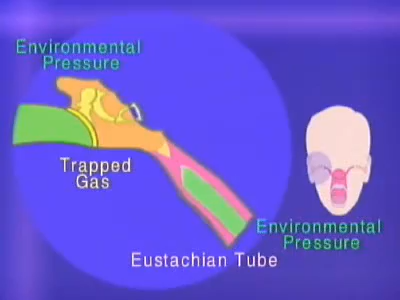 Environmental
Pressure
Trapped
Gas
Environmental
Pressure
Eustachian Tube